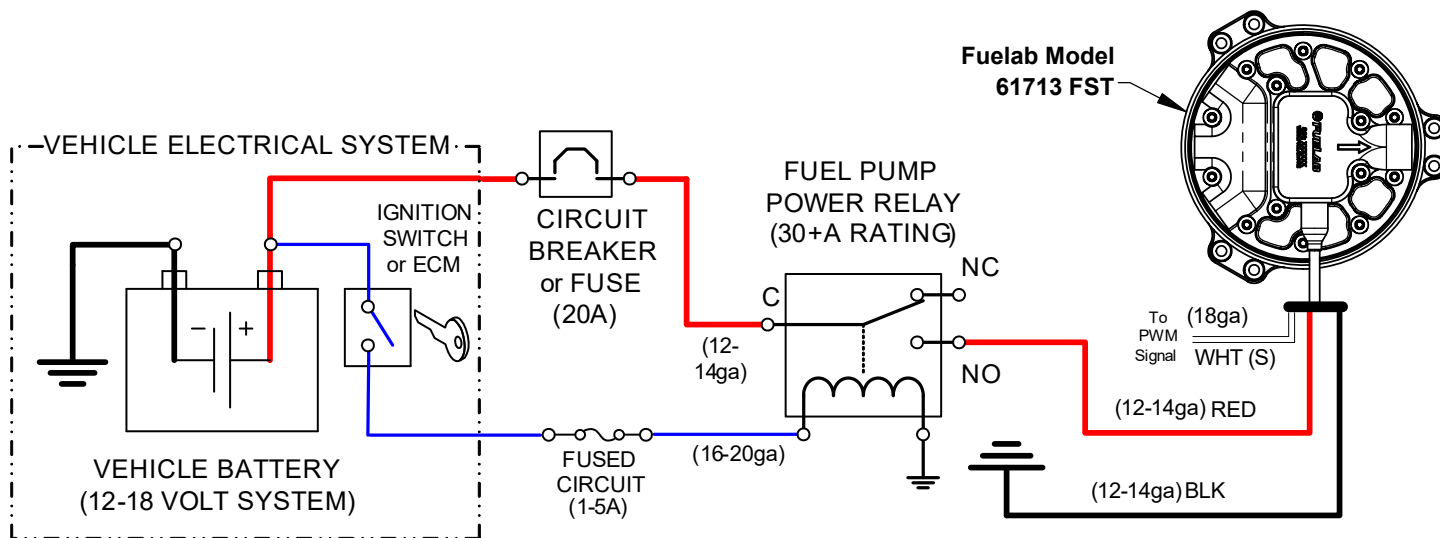 Fuelab Model
61713 FST
FUELAB
VEHICLE ELECTRICAL SYSTEM
IGNITION
SWITCH
or ECM
CIRCUIT
BREAKER
or FUSE
(20A)
FUEL PUMP
POWER RELAY
(30+A RATING)
NC
C
NO
(12-
14ga)
To
PWM
Signal
(18ga)
WHT (S)
− +
(12-14ga) RED
FUSED
CIRCUIT
(1-5A)
(16-20ga)
VEHICLE BATTERY
(12-18 VOLT SYSTEM)
(12-14ga) BLK